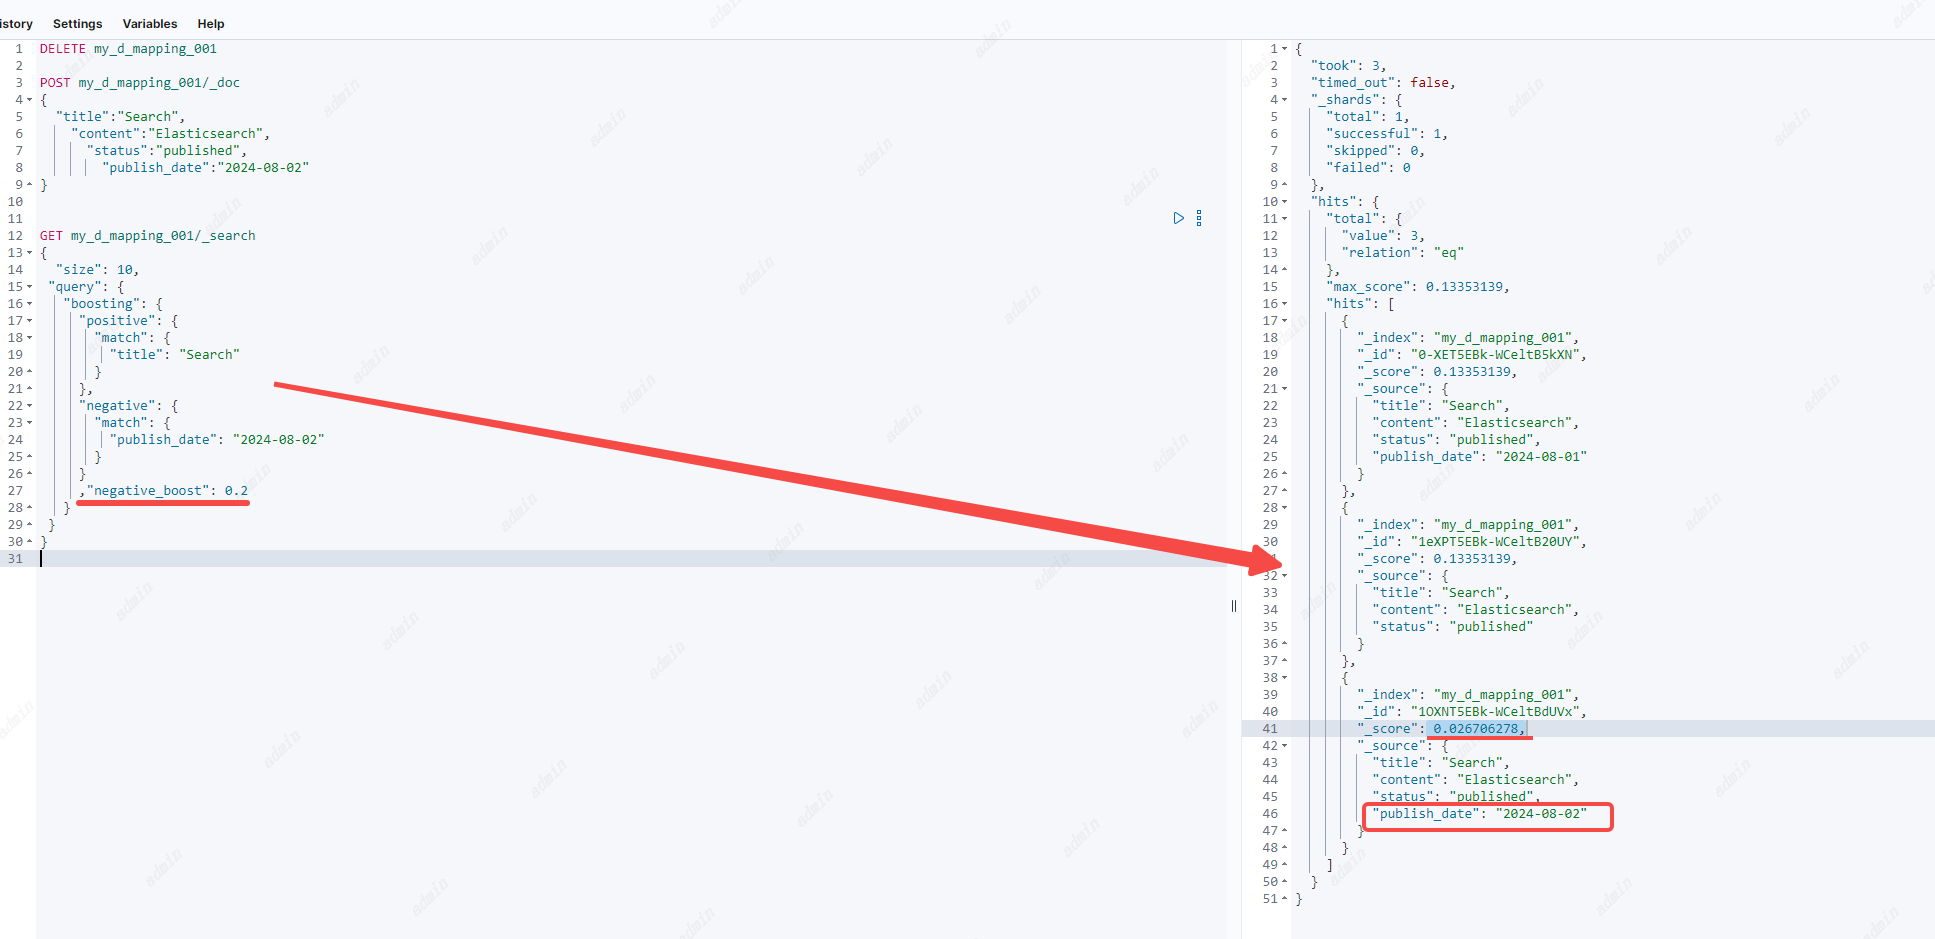 istory Settings Variables Help
1 DELETE my_d_mapping_001
2
3 POST my_d_mapping_001/_doc
4 {
5 "title":"Search",
6 "content":"Elasticsearch",
7 "status":"published",
8 "publish_date":"2024-08-02"
9 }
10
11
12 GET my_d_mapping_001/_search
13 {
14 "size": 10,
15 "query": {
16 "boosting": {
17 "positive": {
18 "match": {
19 "title": "Search"
20 }
21 },
22 "negative": {
23 "match": {
24 "publish_date": "2024-08-02"
25 }
26 }
27 ,"negative_boost": 0.2
28 }
29 }
30 }
31
1 {
2 "took": 3,
3 "timed_out": false,
4 "_shards": {
5 "total": 1,
6 "successful": 1,
7 "skipped": 0,
8 "failed": 0
9 },
10 "hits": {
11 "total": {
12 "value": 3,
13 "relation": "eq"
14 },
15 "max_score": 0.13353139,
16 "hits": [
17 {
18 "_index": "my_d_mapping_001",
19 "_id": "0-XET5EBk-WCeltB5kXN",
20 "_score": 0.13353139,
21 "_source": {
22 "title": "Search",
23 "content": "Elasticsearch",
24 "status": "published",
25 "publish_date": "2024-08-01"
26 }
27 },
28 {
29 "_index": "my_d_mapping_001",
30 "_id": "1eXPT5EBk-WCeltB20UY",
"_score": 0.13353139,
32 "_source": {
33 "title": "Search",
34 "content": "Elasticsearch",
35 "status": "published"
36 }
37 },
38 {
39 "_index": "my_d_mapping_001",
40 "_id": "1OXNT5EBk-WCeltBdUVx",
41 "_score": 0.026706278,
42 "_source": {
43 "title": "Search",
44 "content": "Elasticsearch",
45 "status": "published",
46 "publish_date": "2024-08-02"
47 }
48 }
49 ]
50 }
51 }
admin